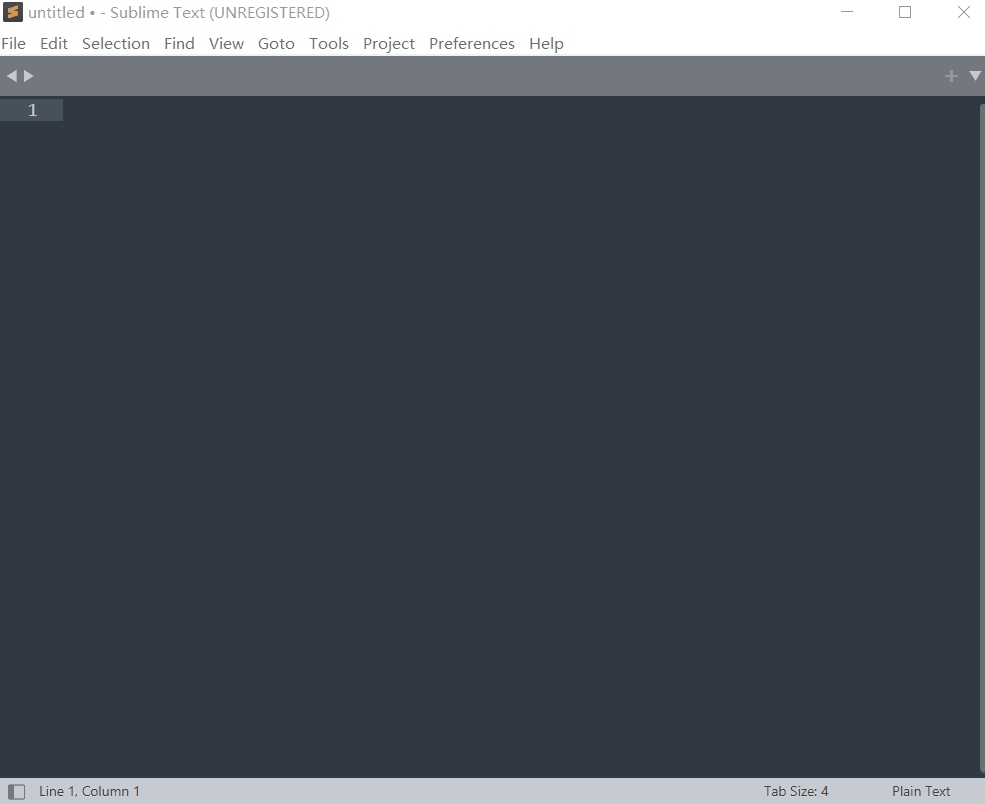 untitled • - Sublime Text (UNREGISTERED)
File Edit Selection Find View Goto Tools Project Preferences Help
1
Line 1, Column 1 Tab Size: 4 Plain Text